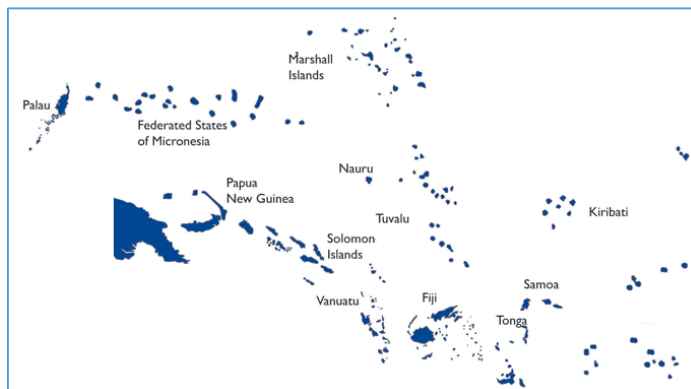 Marshall
Islands
Palau
Federated States
of Micronesia
Nauru
Papua
New Guinea
Kiribati
Tuvalu
Solomon
Islands
Samoa
Vanuatu
Fiji
Tonga